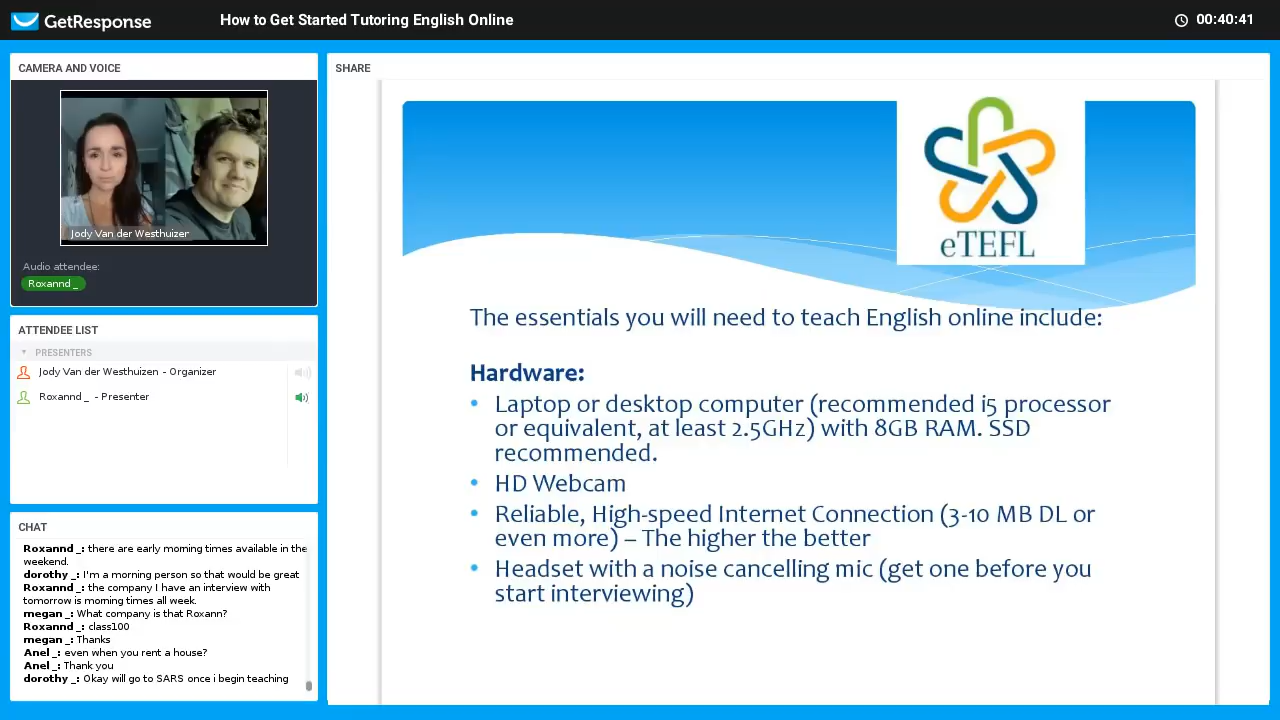 GetResponse
How to Get Started Tutoring English Online
00:40:41
CAMERA AND VOICE
Jody Van der Westhuizer
Audio attendee:
Roxannd _
ATTENDEE LIST
PRESENTERS
Jody Van der Westhuizen - Organizer
Roxannd _ - Presenter
CHAT
Roxannd _: there are early morning times available in the
weekend.
dorothy _: I'm a morning person so that would be great
Roxannd _: the company I have an interview with
tomorrow is morning times all week.
megan _: What company is that Roxann?
Roxannd _: class100
megan _: Thanks
Anel _: even when you rent a house?
Anel _: Thank you
dorothy _: Okay will go to SARS once i begin teaching
SHARE
eTEFL
The essentials you will need to teach English online include:
Hardware:
• Laptop or desktop computer (recommended i5 processor
or equivalent, at least 2.5GHz) with 8GB RAM. SSD
recommended.
• HD Webcam
• Reliable, High-speed Internet Connection (3-10 MB DL or
even more) – The higher the better
• Headset with a noise cancelling mic (get one before you
start interviewing)